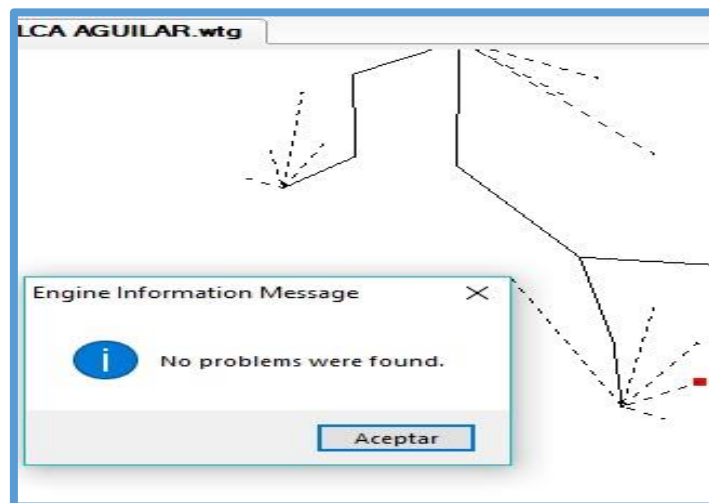 LCA AGUILAR.wtg
Engine Information Message
No problems were found.
Aceptar